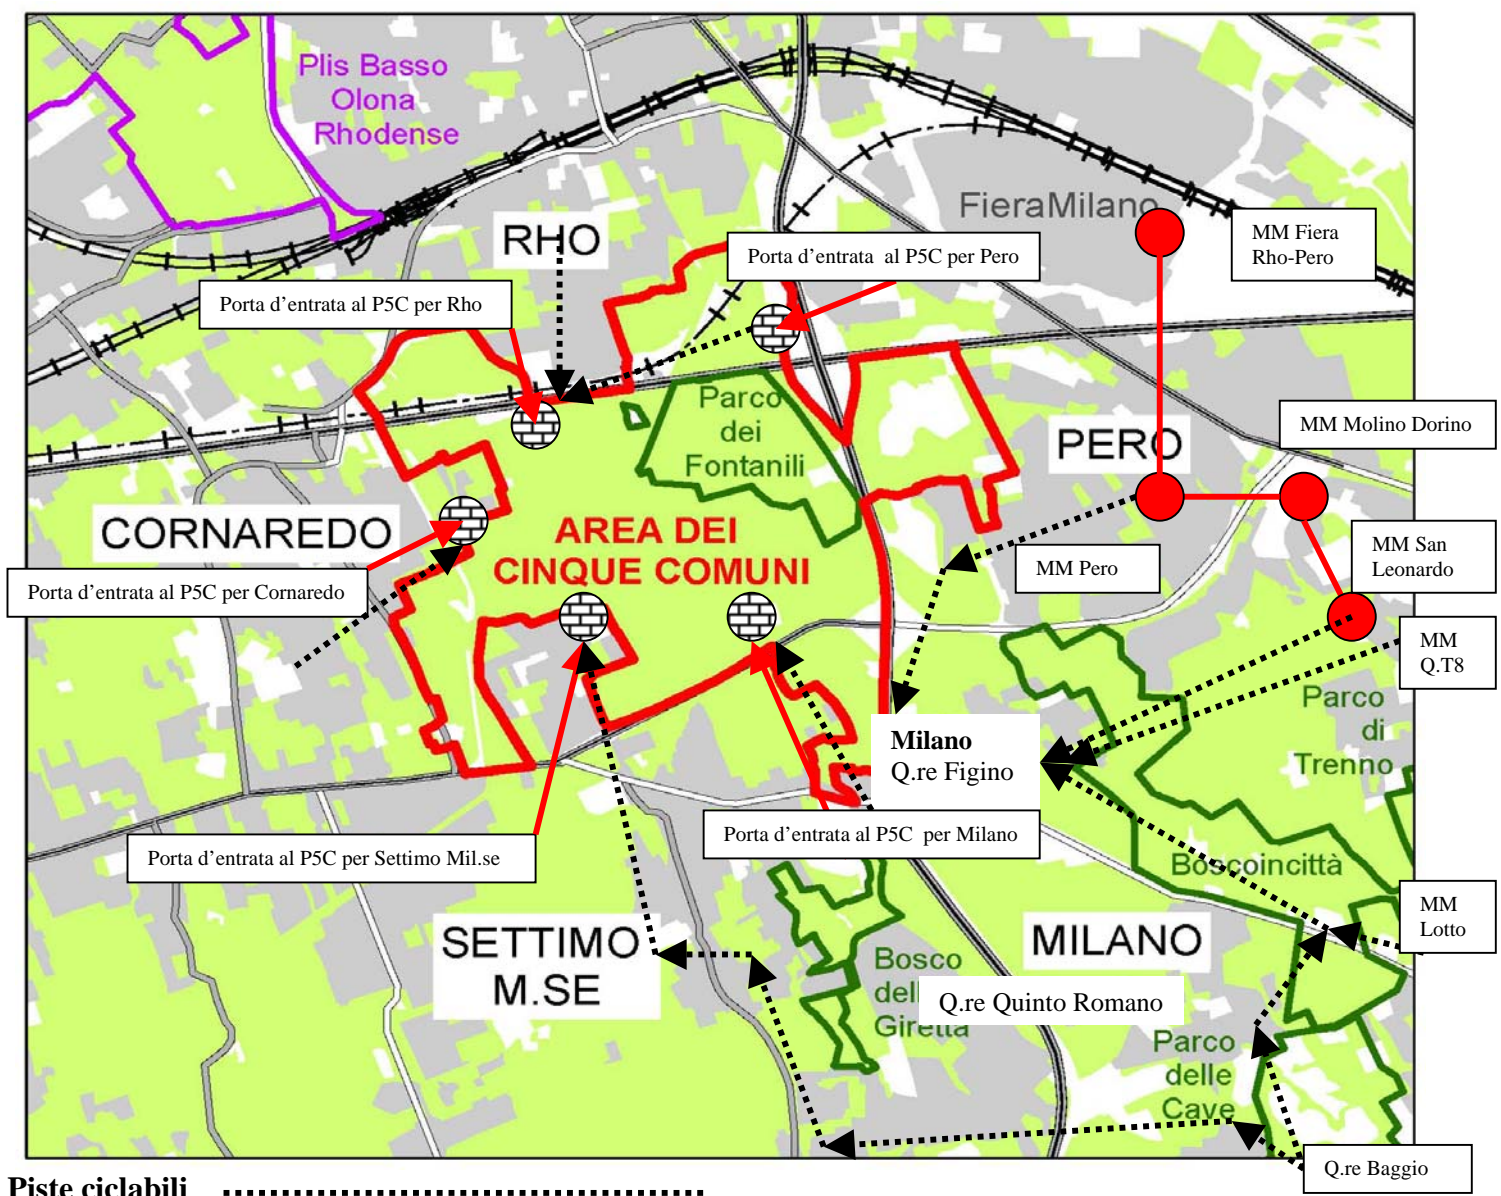 Plis Basso
Olona
Rhodense
RHO
FieraMilano
MM Fiera
Rho-Pero
Porta d'entrata al P5C per Pero
Porta d'entrata al P5C per Rho
Parco
dei
Fontanili
PERO
MM Molino Dorino
CORNAREDO
AREA DEI
CINQUE COMUNI
MM San
Leonardo
MM Pero
Porta d'entrata al P5C per Cornaredo
MM
Q.T8
Parco
di
Trenno
Milano
Q.re Figino
Porta d'entrata al P5C per Settimo Mil.se
Porta d'entrata al P5C per Milano
Boscoincittà
MM
Lotto
SETTIMO
M.SE
MILANO
Bosco
della
Giretta
Q.re Quinto Romano
Parco
delle
Cave
Q.re Baggio
Piste ciclabili